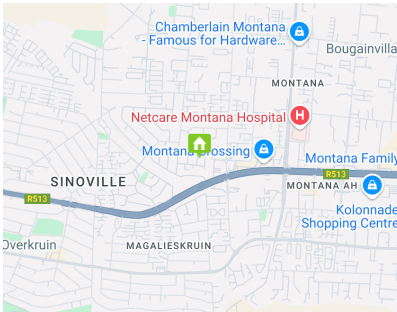 Chamberlain Montana
- Famous for Hardware...
Bougainvilla
MONTANA
Netcare Montana Hospital
H
Montana Crossing
Montana Family
R513
SINOVILLE
MONTANA AH
R513
Kolonnade
Shopping Centre
Overkruin
MAGALIESKRUIN